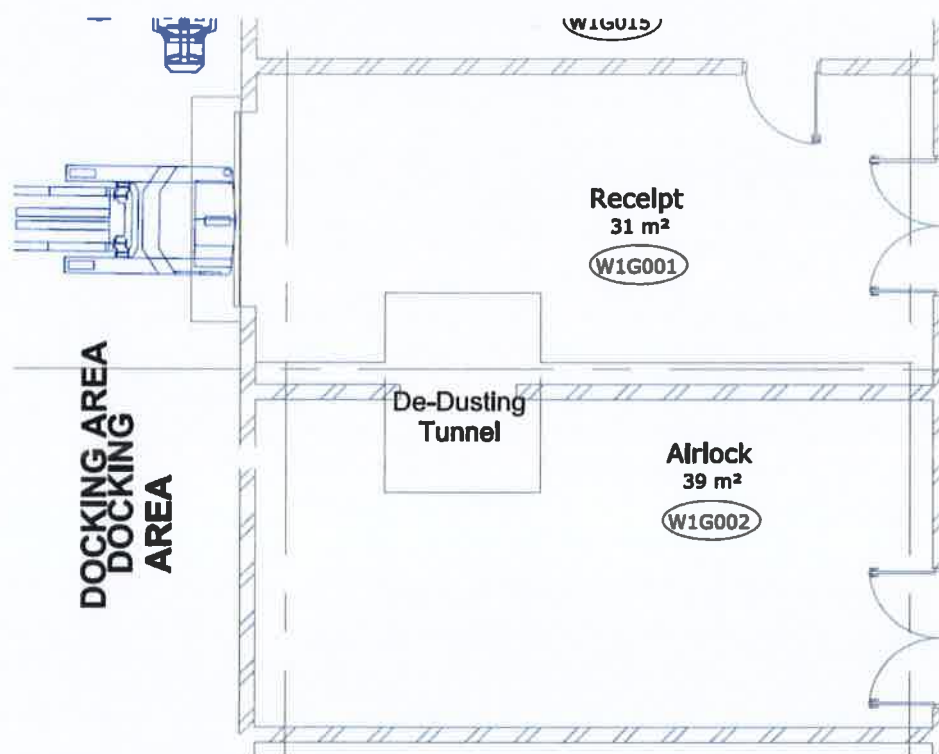 W1G015
Receipt
31 m²
W1G001
De-Dusting
Tunnel
Airlock
39 m²
W1G002
DOCKING AREA
DOCKING
AREA